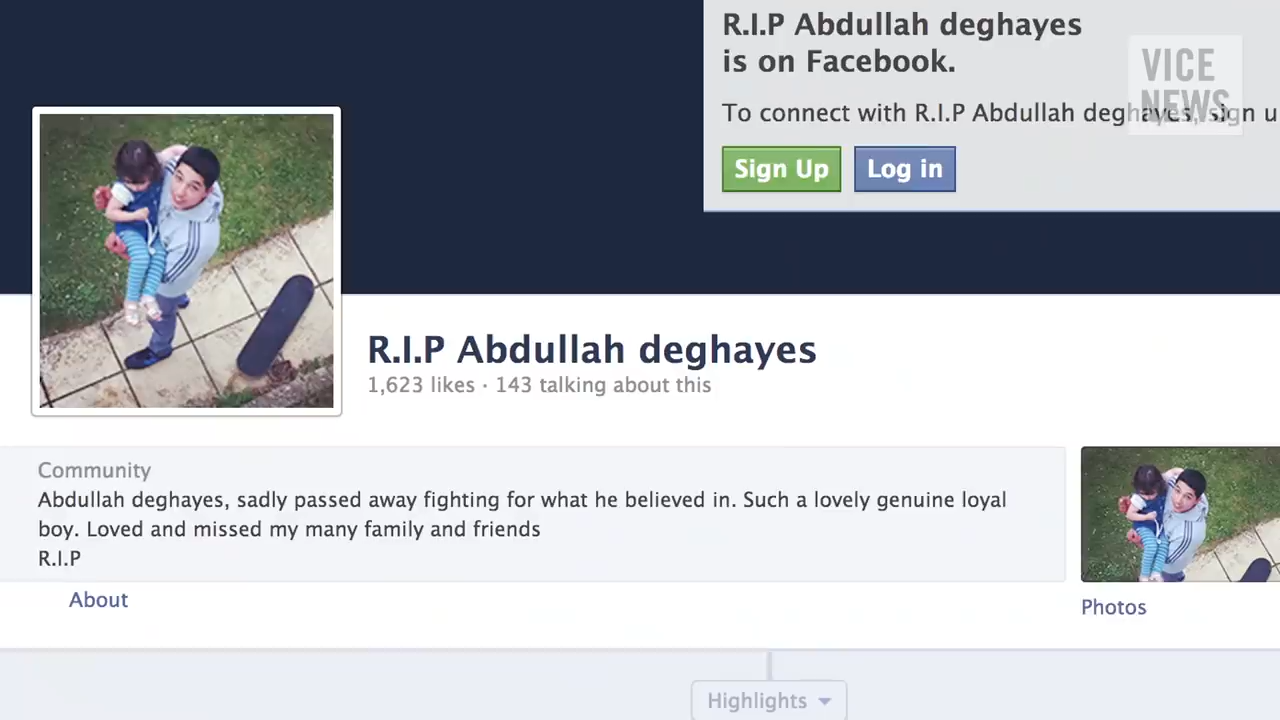 R.I.P Abdullah deghayes
is on Facebook.
To connect with R.I.P Abdullah deghayes, sign u
Sign Up
Log in
VICE
NEWS
R.I.P Abdullah deghayes
1,623 likes · 143 talking about this
Community
Abdullah deghayes, sadly passed away fighting for what he believed in. Such a lovely genuine loyal
boy. Loved and missed my many family and friends
R.I.P
About
Photos
Highlights